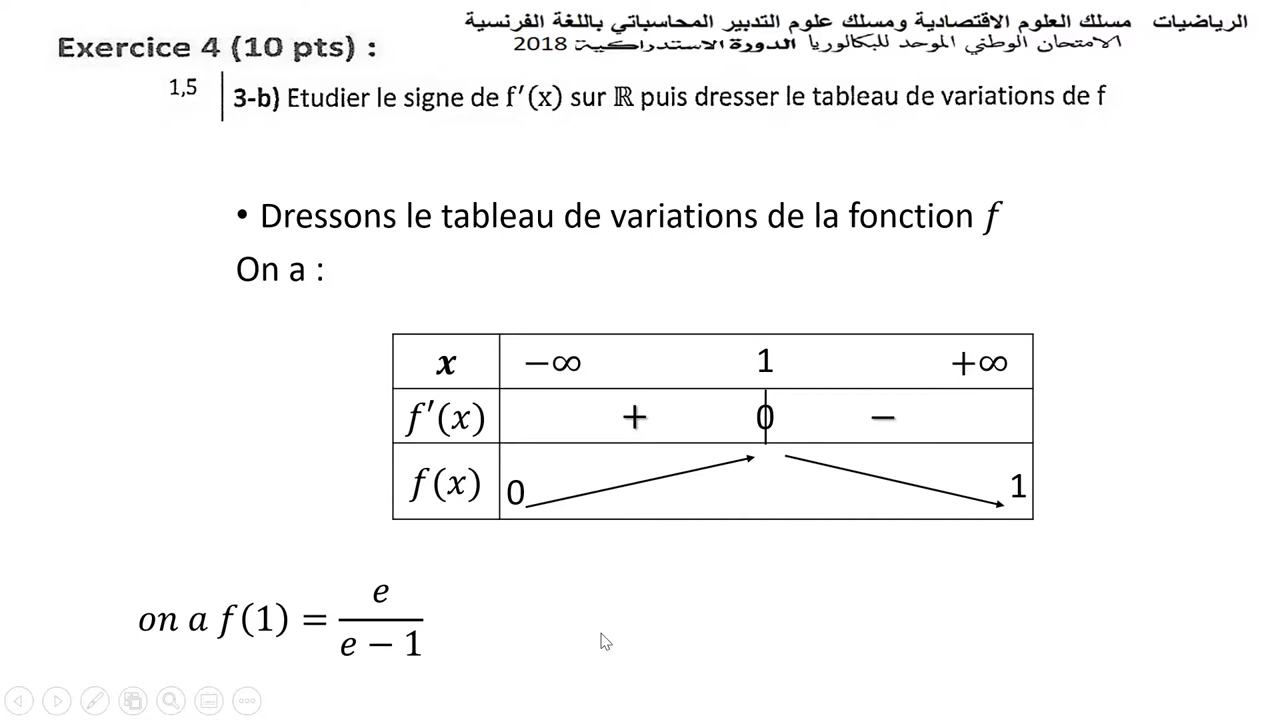 الرياضيات مسلك العلوم الاقتصادية ومسلك علوم التدبير المحاسباتي باللغة الفرنسية
الامتحان الوطني الموحد للبكالوريا الدورة الاستدراكية 2018
Exercice 4 (10 pts) :
1,5 3-b) Etudier le signe de f′(x) sur ℝ puis dresser le tableau de variations de f
• Dressons le tableau de variations de la fonction f
On a :
x −∞ 1 +∞
f′(x) + 0 −
f(x) 0 1
on a f(1) = e/(e − 1)